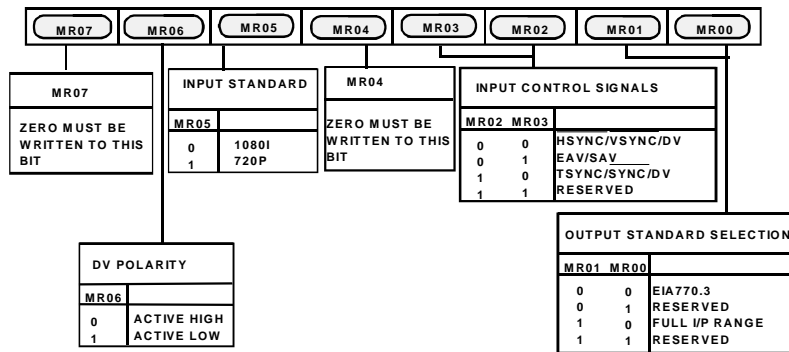 MR07 MR06 MR05 MR04 MR03 MR02 MR01 MR00
MR07
ZERO MUST BE
WRITTEN TO THIS
BIT
INPUT STANDARD
MR05
0 1080I
1 720P
MR04
ZERO MUST BE
WRITTEN TO THIS
BIT
INPUT CONTROL SIGNALS
MR02 MR03
0 0 HSYNC/VSYNC/DV
0 1 EAV/SAV
1 0 TSYNC/SYNC/DV
1 1 RESERVED
DV POLARITY
MR06
0 ACTIVE HIGH
1 ACTIVE LOW
OUTPUT STANDARD SELECTION
MR01 MR00
0 0 EIA770.3
0 1 RESERVED
1 0 FULL I/P RANGE
1 1 RESERVED